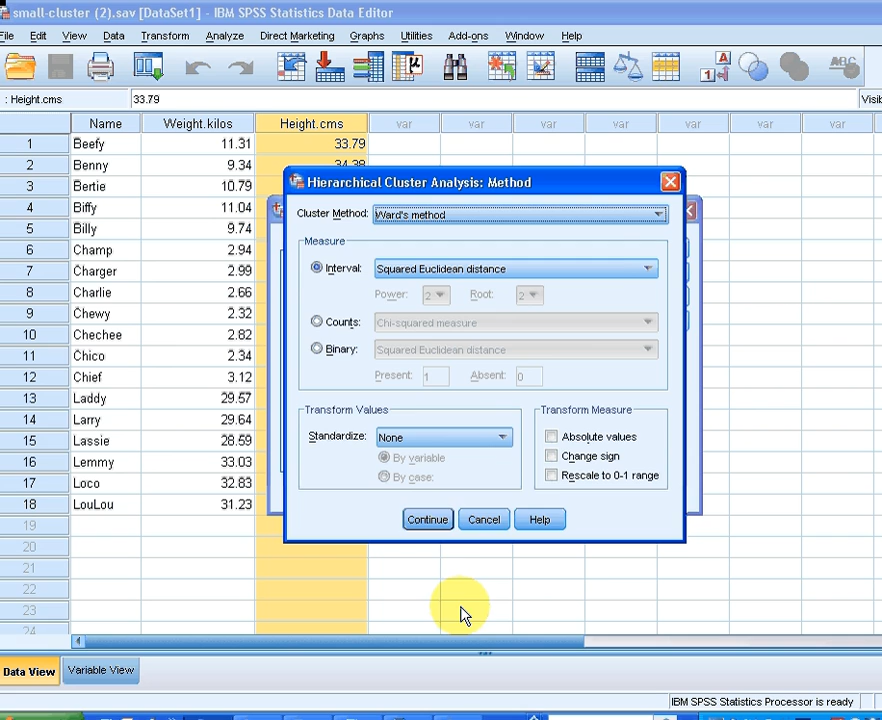 small-cluster (2).sav [DataSet1] - IBM SPSS Statistics Data Editor
File Edit View Data Transform Analyze Direct Marketing Graphs Utilities Add-ons Window Help
: Height.cms 33.79 Visib
Name Weight.kilos Height.cms var var var var var var var
1 Beefy 11.31 33.79
2 Benny 9.34 34.38
3 Bertie 10.79
4 Biffy 11.04
5 Billy 9.74
6 Champ 2.94
7 Charger 2.99
8 Charlie 2.66
9 Chewy 2.32
10 Chechee 2.82
11 Chico 2.34
12 Chief 3.12
13 Laddy 29.57
14 Larry 29.64
15 Lassie 28.59
16 Lemmy 33.03
17 Loco 32.83
18 LouLou 31.23
19
20
21
22
23
24
Hierarchical Cluster Analysis: Method
Cluster Method: Ward's method
Measure
Interval: Squared Euclidean distance
Power: 2 Root: 2
Counts: Chi-squared measure
Binary: Squared Euclidean distance
Present: 1 Absent: 0
Transform Values
Standardize: None
By variable
By case:
Transform Measure
Absolute values
Change sign
Rescale to 0-1 range
Continue Cancel Help
Data View Variable View
IBM SPSS Statistics Processor is ready